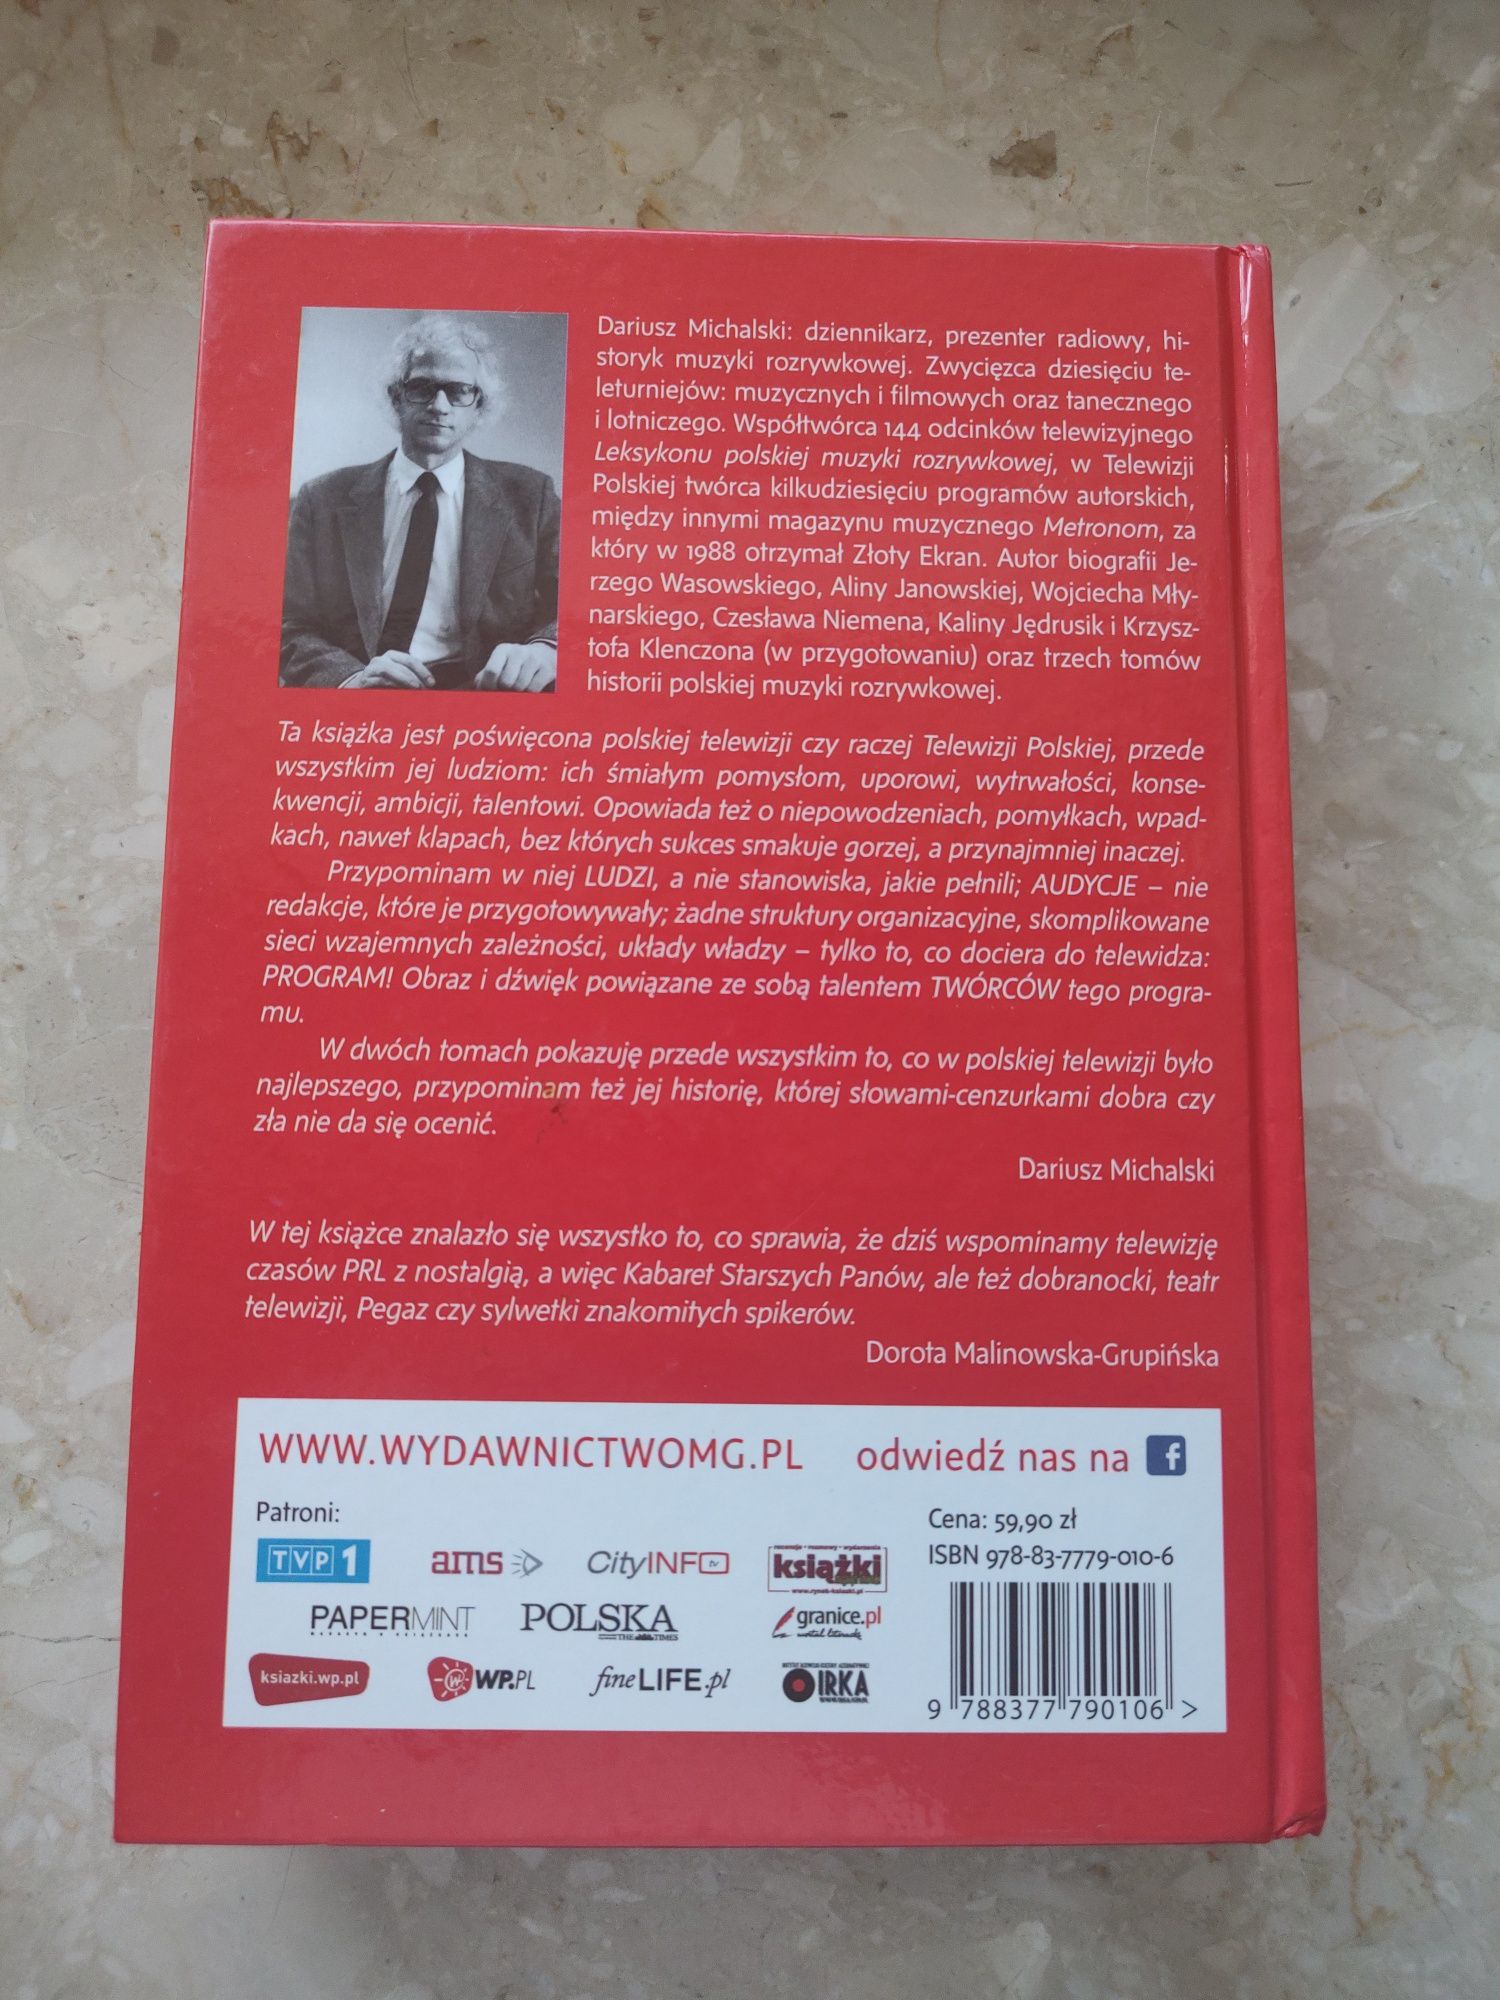 Dariusz Michalski: dziennikarz, prezenter radiowy, hi-
storyk muzyki rozrywkowej. Zwycięzca dziesięciu te-
leturniejów: muzycznych i filmowych oraz tanecznego
i lotniczego. Współtwórca 144 odcinków telewizyjnego
Leksykonu polskiej muzyki rozrywkowej, w Telewizji
Polskiej twórca kilkudziesięciu programów autorskich,
między innymi magazynu muzycznego Metronom, za
który w 1988 otrzymał Złoty Ekran. Autor biografii Je-
rzego Wasowskiego, Aliny Janowskiej, Wojciecha Mły-
narskiego, Czesława Niemena, Kaliny Jędrusik i Krzysz-
tofa Klenczona (w przygotowaniu) oraz trzech tomów
historii polskiej muzyki rozrywkowej.
Ta książka jest poświęcona polskiej telewizji czy raczej Telewizji Polskiej, przede
wszystkim jej ludziom: ich śmiałym pomysłom, uporowi, wytrwałości, konse-
kwencji, ambicji, talentowi. Opowiada też o niepowodzeniach, pomyłkach, wpad-
kach, nawet klapach, bez których sukces smakuje gorzej, a przynajmniej inaczej.
Przypominam w niej LUDZI, a nie stanowiska, jakie pełnili; AUDYCJE – nie
redakcje, które je przygotowywały; żadne struktury organizacyjne, skomplikowane
sieci wzajemnych zależności, układy władzy – tylko to, co dociera do telewidza:
PROGRAM! Obraz i dźwięk powiązane ze sobą talentem TWÓRCÓW tego progra-
mu.
W dwóch tomach pokazuję przede wszystkim to, co w polskiej telewizji było
najlepszego, przypominam też jej historię, której słowami-cenzurkami dobra czy
zła nie da się ocenić.
Dariusz Michalski
W tej książce znalazło się wszystko to, co sprawia, że dziś wspominamy telewizję
czasów PRL z nostalgią, a więc Kabaret Starszych Panów, ale też dobranocki, teatr
telewizji, Pegaz czy sylwetki znakomitych spikerów.
Dorota Malinowska-Grupińska
WWW.WYDAWNICTWOMG.PL odwiedź nas na f
Patroni:
Cena: 59,90 zł
ISBN 978-83-7779-010-6
TVP 1 ams CityINFO tv książki
www.rynek-ksiazki.pl
PAPERMINT POLSKA THE TIMES granice.pl
ksiazki.wp.pl W WP.PL fineLIFE.pl IRKA
9 788377 790106 >